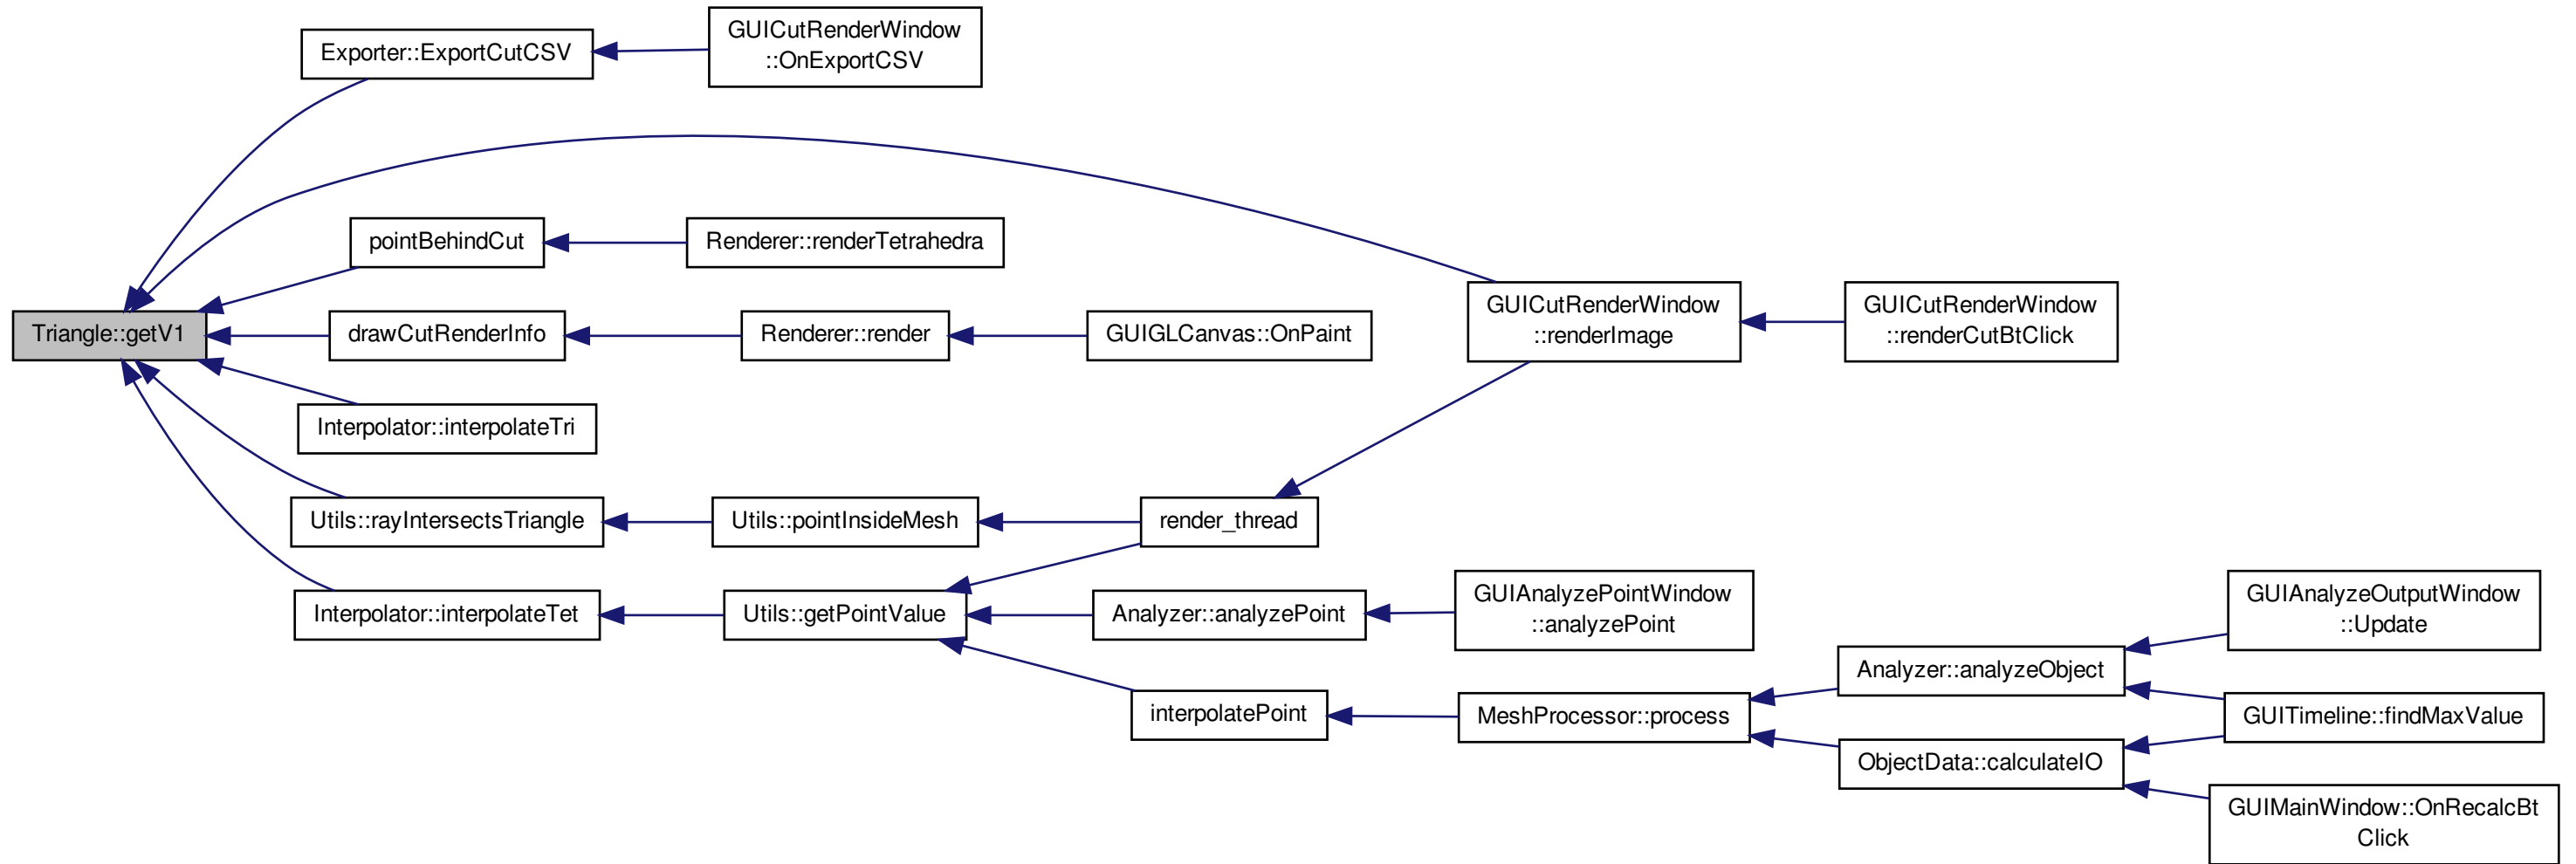 Exporter::ExportCutCSV
GUICutRenderWindow
::OnExportCSV
pointBehindCut
Renderer::renderTetrahedra
Triangle::getV1
drawCutRenderInfo
Renderer::render
GUIGLCanvas::OnPaint
GUICutRenderWindow
::renderImage
GUICutRenderWindow
::renderCutBtClick
Interpolator::interpolateTri
Utils::rayIntersectsTriangle
Utils::pointInsideMesh
render_thread
Interpolator::interpolateTet
Utils::getPointValue
Analyzer::analyzePoint
GUIAnalyzePointWindow
::analyzePoint
interpolatePoint
MeshProcessor::process
Analyzer::analyzeObject
GUIAnalyzeOutputWindow
::Update
GUITimeline::findMaxValue
ObjectData::calculateIO
GUIMainWindow::OnRecalcBt
Click